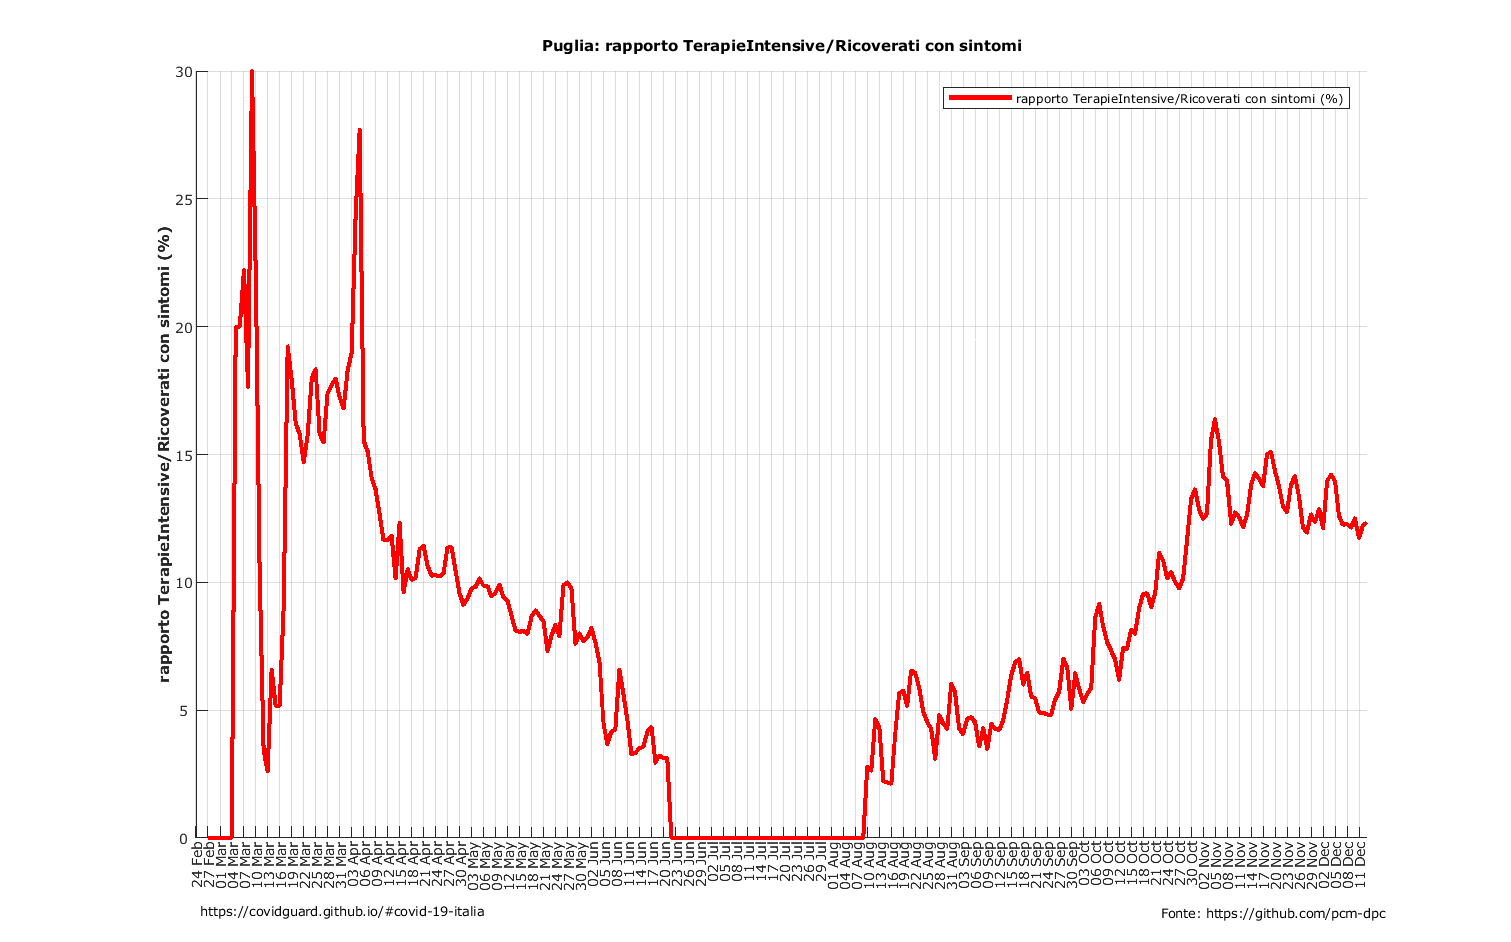 Puglia: rapporto TerapieIntensive/Ricoverati con sintomi
rapporto TerapieIntensive/Ricoverati con sintomi (%)
rapporto TerapieIntensive/Ricoverati con sintomi (%)
30
25
20
15
10
5
0
24 Feb
27 Feb
01 Mar
04 Mar
07 Mar
10 Mar
13 Mar
16 Mar
19 Mar
22 Mar
25 Mar
28 Mar
31 Mar
03 Apr
06 Apr
09 Apr
12 Apr
15 Apr
18 Apr
21 Apr
24 Apr
27 Apr
30 Apr
03 May
06 May
09 May
12 May
15 May
18 May
21 May
24 May
27 May
30 May
02 Jun
05 Jun
08 Jun
11 Jun
14 Jun
17 Jun
20 Jun
23 Jun
26 Jun
29 Jun
02 Jul
05 Jul
08 Jul
11 Jul
14 Jul
17 Jul
20 Jul
23 Jul
26 Jul
29 Jul
01 Aug
04 Aug
07 Aug
10 Aug
13 Aug
16 Aug
19 Aug
22 Aug
25 Aug
28 Aug
31 Aug
03 Sep
06 Sep
09 Sep
12 Sep
15 Sep
18 Sep
21 Sep
24 Sep
27 Sep
30 Sep
03 Oct
06 Oct
09 Oct
12 Oct
15 Oct
18 Oct
21 Oct
24 Oct
27 Oct
30 Oct
02 Nov
05 Nov
08 Nov
11 Nov
14 Nov
17 Nov
20 Nov
23 Nov
26 Nov
29 Nov
02 Dec
05 Dec
08 Dec
11 Dec
https://covidguard.github.io/#covid-19-italia
Fonte: https://github.com/pcm-dpc